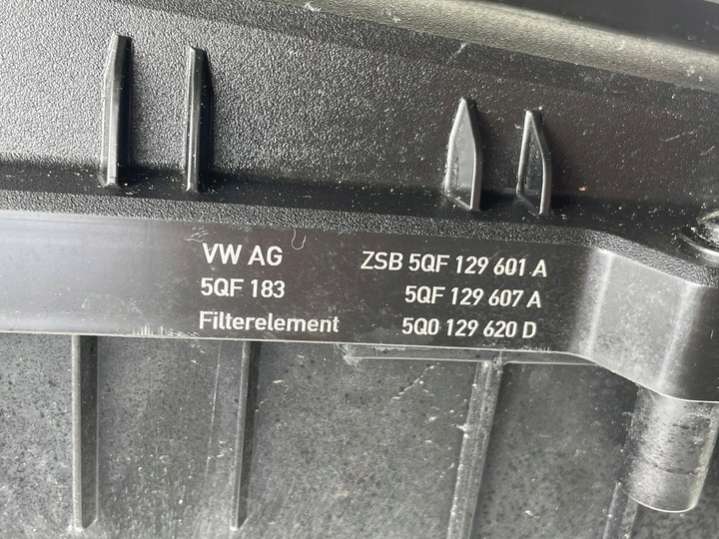 VW AG ZSB 5QF 129 601 A
5QF 183 5QF 129 607 A
Filterelement 5Q0 129 620 D